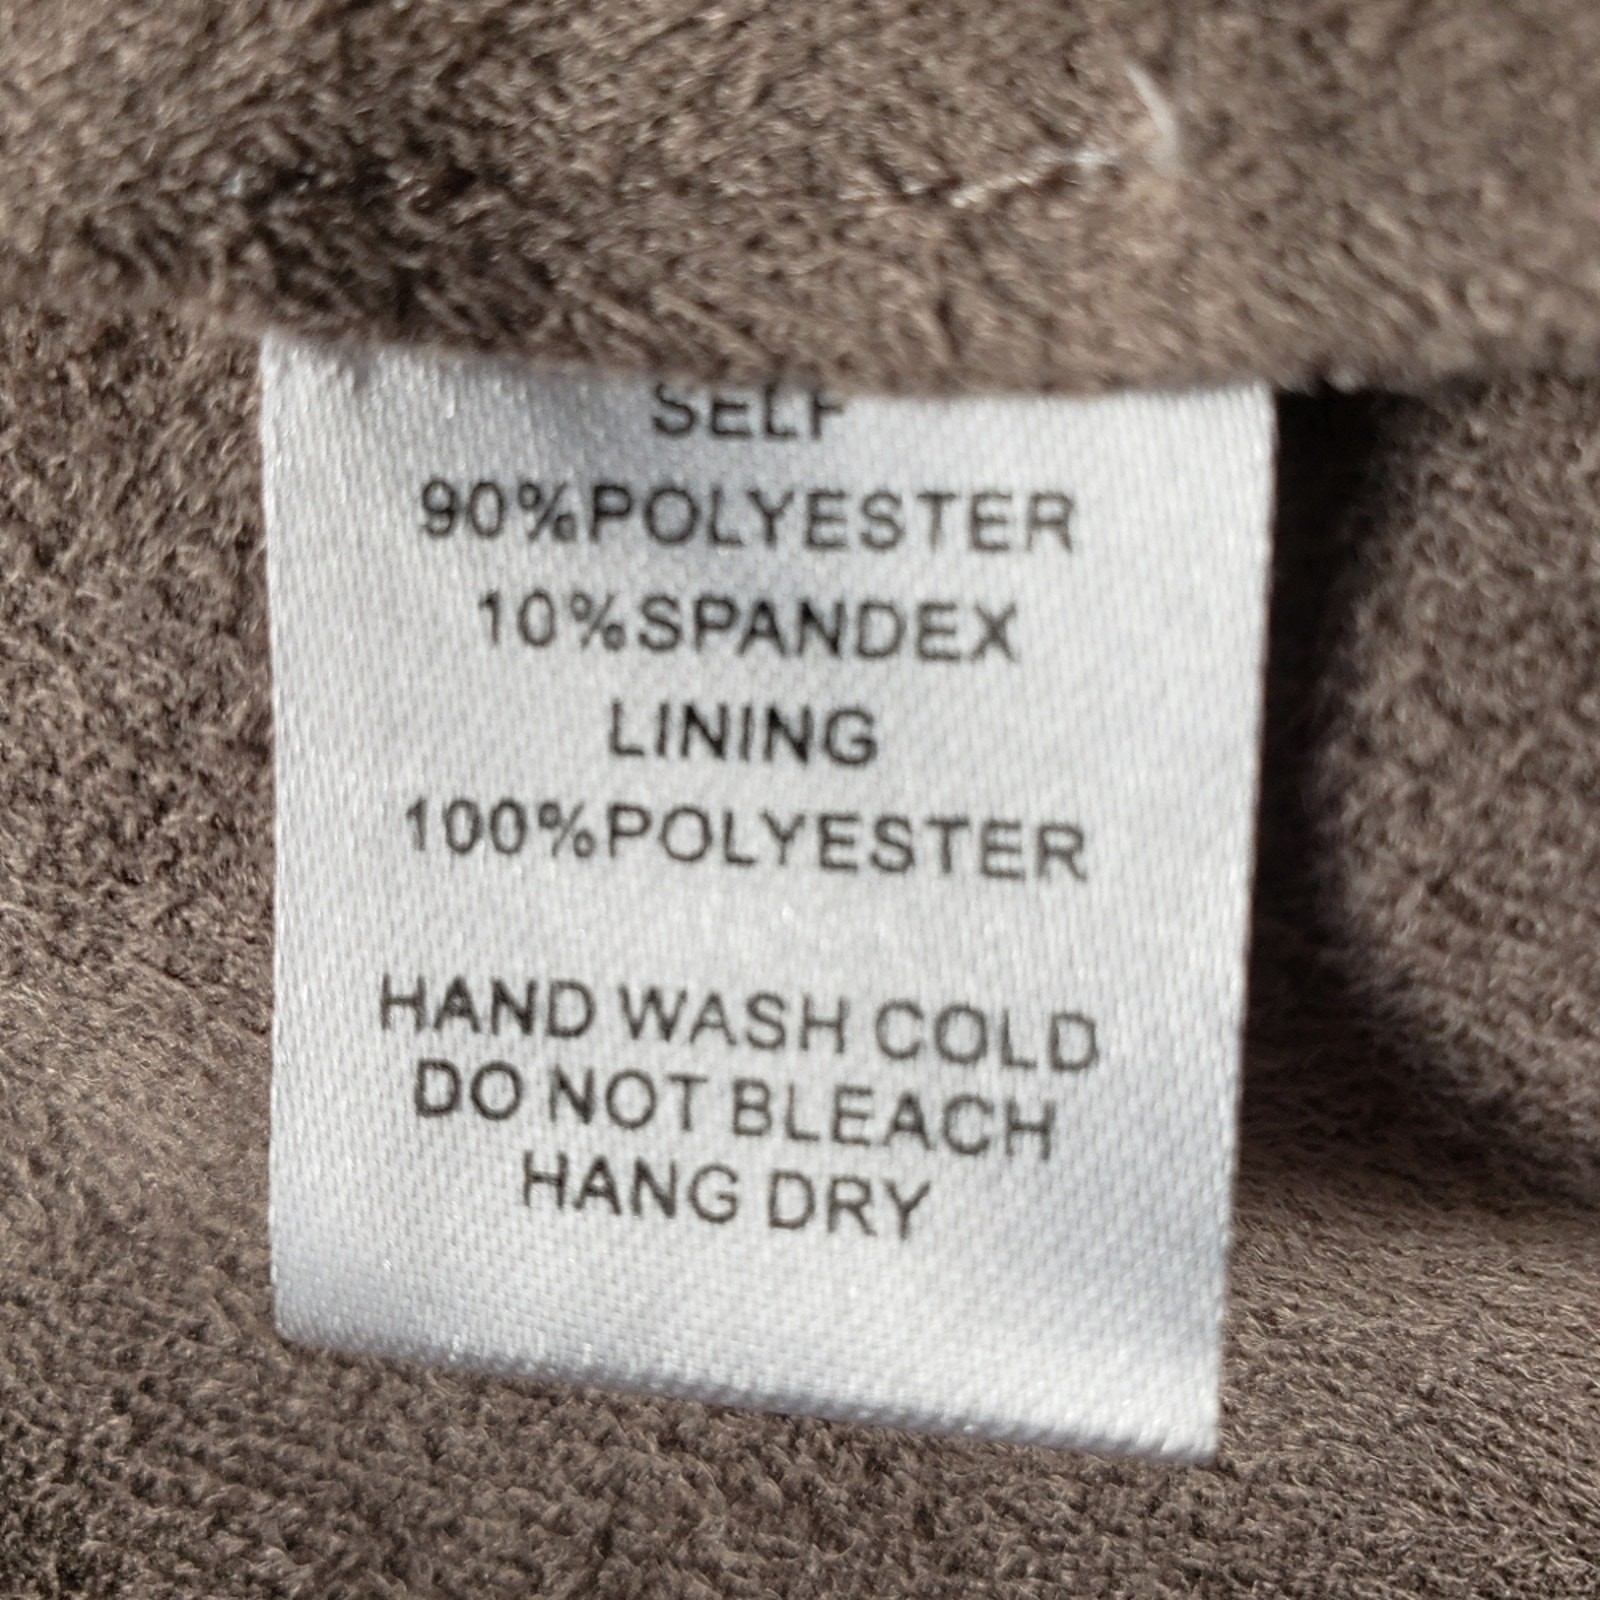 SELF
90%POLYESTER
10%SPANDEX
LINING
100%POLYESTER
HAND WASH COLD
DO NOT BLEACH
HANG DRY